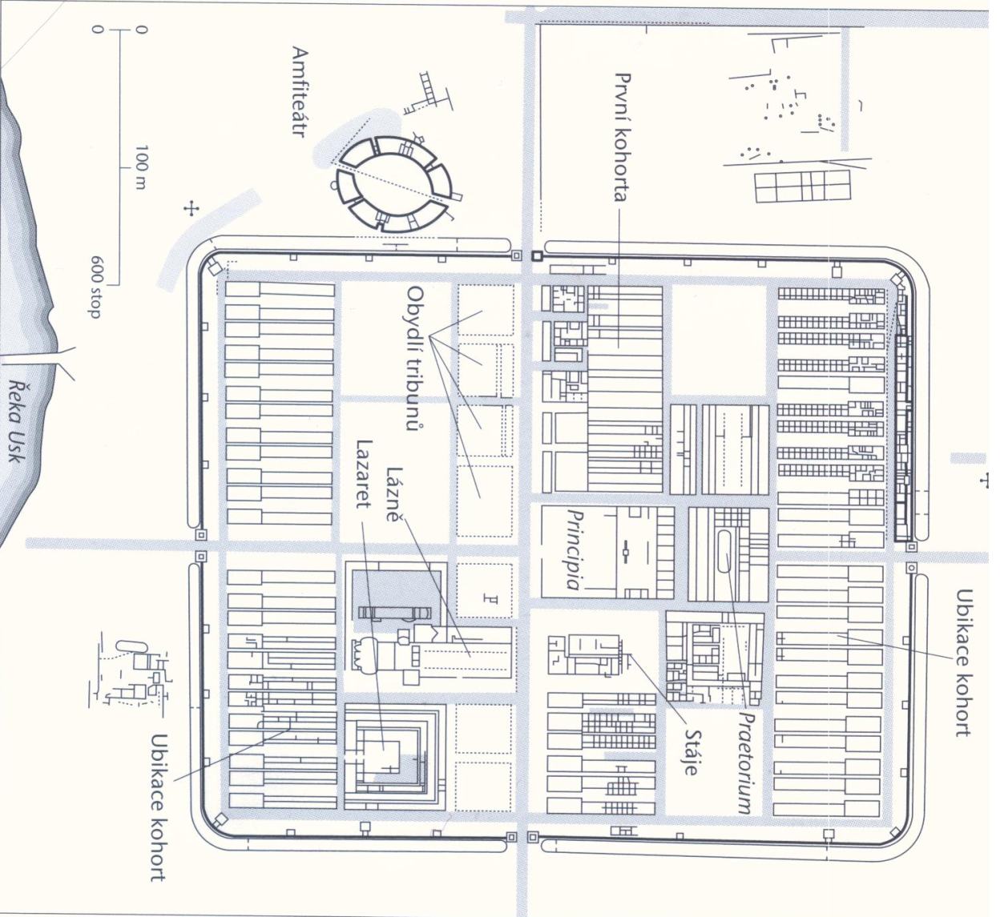 0 100 m
0 600 stop
Amfiteátr
První kohorta
Obydlí tribunů
Lázně
Lazaret
Principia
Praetorium
Stáje
Ubikace kohort
Ubikace kohort
Řeka Usk